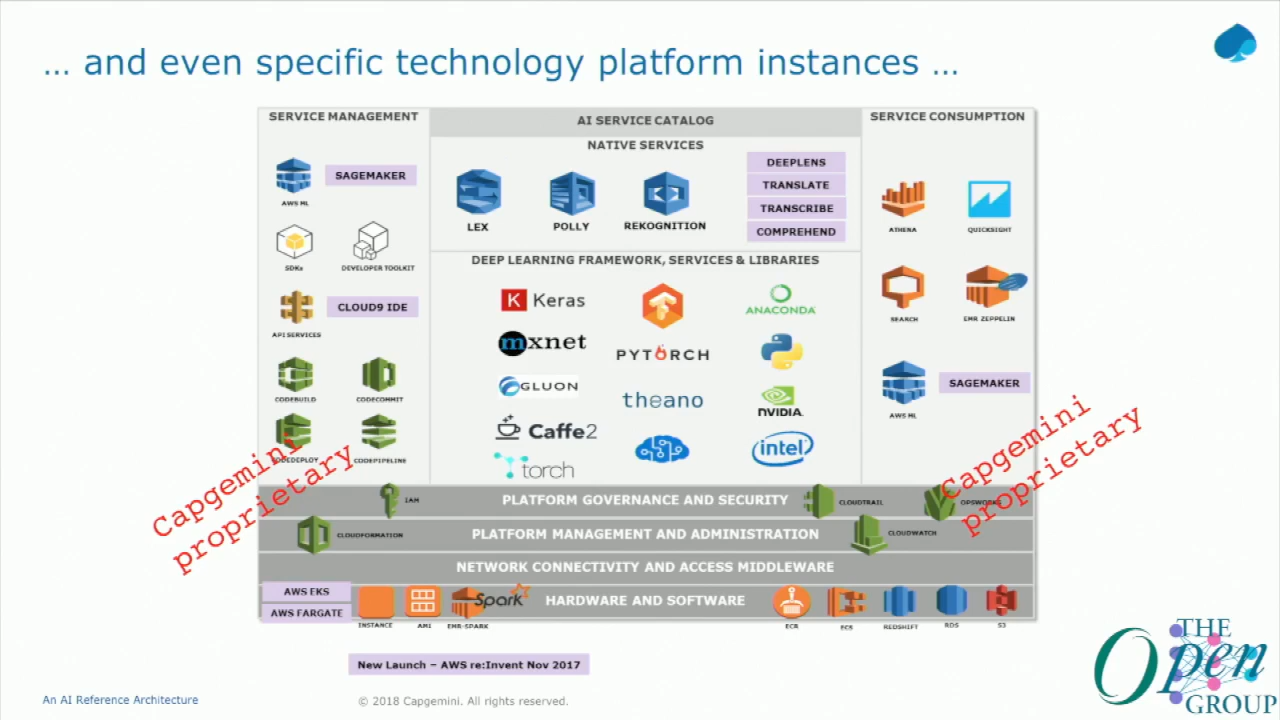 … and even specific technology platform instances …
SERVICE MANAGEMENT
AWS ML
SAGEMAKER
SDKs
DEVELOPER TOOLKIT
API SERVICES
CLOUD9 IDE
CODEBUILD
CODECOMMIT
CODEDEPLOY
CODEPIPELINE
AI SERVICE CATALOG
NATIVE SERVICES
LEX
POLLY
REKOGNITION
DEEPLENS
TRANSLATE
TRANSCRIBE
COMPREHEND
DEEP LEARNING FRAMEWORK, SERVICES & LIBRARIES
K Keras
mxnet
GLUON
Caffe2
torch
PYTORCH
theano
ANACONDA
NVIDIA
intel
SERVICE CONSUMPTION
ATHENA
QUICKSIGHT
SEARCH
EMR ZEPPELIN
AWS ML
SAGEMAKER
Capgemini
proprietary
Capgemini
proprietary
IAM
PLATFORM GOVERNANCE AND SECURITY
CLOUDTRAIL
OPSWORKS
CLOUDFORMATION
PLATFORM MANAGEMENT AND ADMINISTRATION
CLOUDWATCH
NETWORK CONNECTIVITY AND ACCESS MIDDLEWARE
AWS EKS
AWS FARGATE
INSTANCE
AMI
Spark
EMR-SPARK
HARDWARE AND SOFTWARE
ECR
ECS
REDSHIFT
RDS
S3
New Launch – AWS re:Invent Nov 2017
An AI Reference Architecture
© 2018 Capgemini. All rights reserved.
THE
Open
GROUP